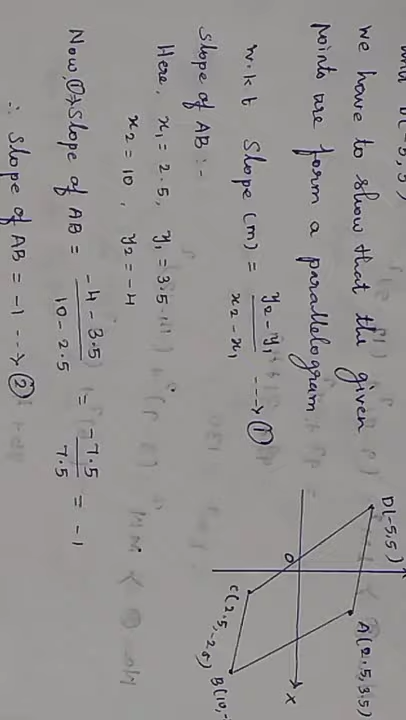 with D(-5,5)
We have to show that the given
points are form a parallelogram
w.k.t Slope (m) = y₂-y₁ / x₂-x₁ ---> ①
Slope of AB :-
Here, x₁ = 2.5, y₁ = 3.5
x₂ = 10, y₂ = -4
Now, ①⇒ Slope of AB = -4-3.5 / 10-2.5 = -7.5 / 7.5 = -1
∴ Slope of AB = -1 ---> ②
D(-5,5)
A(2.5,3.5)
O
X
C(2.5,-2.5)
B(10,-